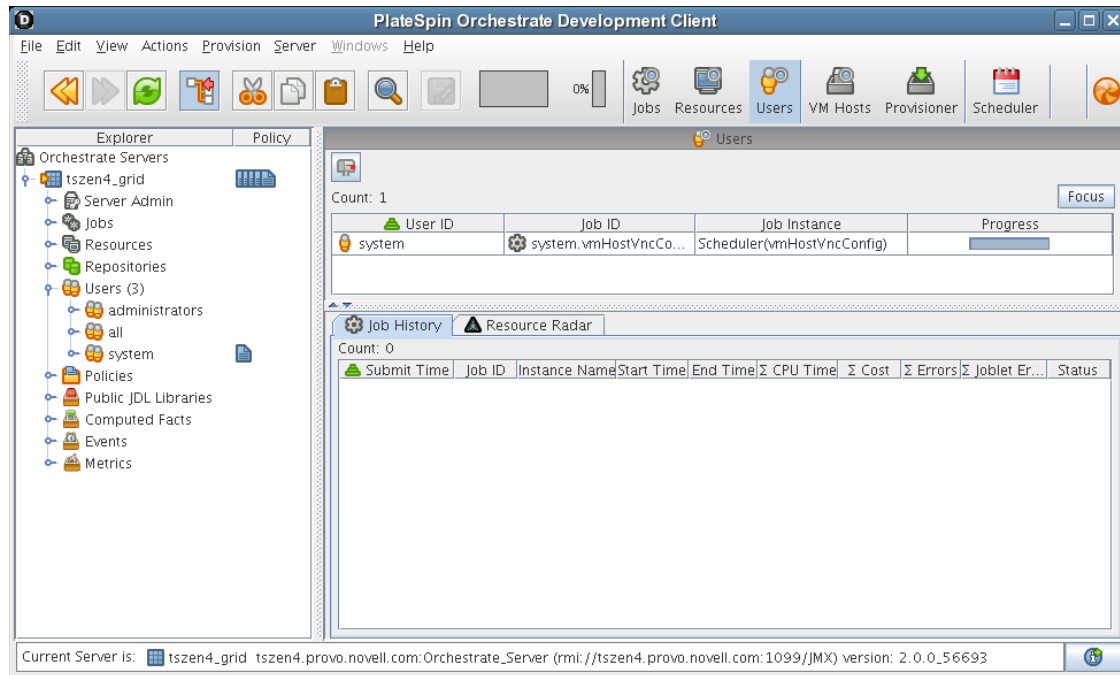 PlateSpin Orchestrate Development Client
File Edit View Actions Provision Server Windows Help
0%
Jobs Resources Users VM Hosts Provisioner Scheduler
Explorer Policy
Orchestrate Servers
tszen4_grid
Server Admin
Jobs
Resources
Repositories
Users (3)
administrators
all
system
Policies
Public JDL Libraries
Computed Facts
Events
Metrics
Users
Count: 1
Focus
User ID Job ID Job Instance Progress
system system.vmHostVncCo... Scheduler(vmHostVncConfig)
Job History Resource Radar
Count: 0
Submit Time Job ID Instance Name Start Time End Time Σ CPU Time Σ Cost Σ Errors Σ Joblet Er... Status
Current Server is: tszen4_grid tszen4.provo.novell.com:Orchestrate_Server (rmi://tszen4.provo.novell.com:1099/JMX) version: 2.0.0_56693